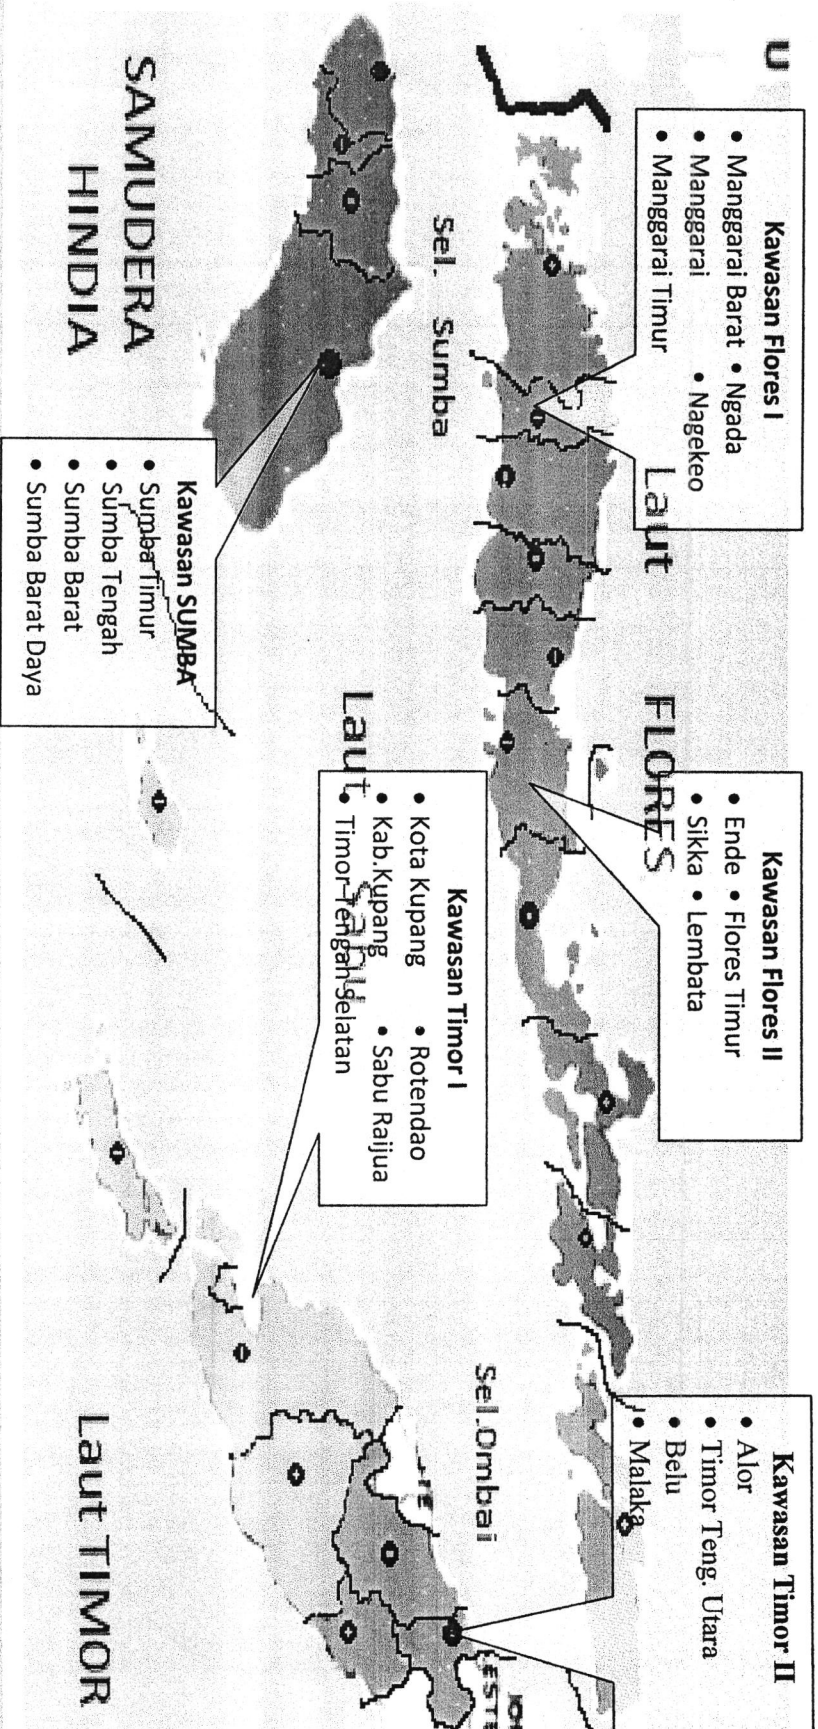 U
Kawasan Flores I
• Manggarai Barat • Ngada
• Manggarai • Nagekeo
• Manggarai Timur
Laut
FLORES
Kawasan Flores II
• Ende • Flores Timur
• Sikka • Lembata
Kawasan Timor II
• Alor
• Timor Teng. Utara
• Belu
• Malaka
Sel. Sumba
Sel.Ombai
Laut
Sabu
Kawasan Timor I
• Kota Kupang • Rotendao
• Kab.Kupang • Sabu Raijua
• Timor Tengah Selatan
SAMUDERA
HINDIA
Kawasan SUMBA
• Sumba Timur
• Sumba Tengah
• Sumba Barat
• Sumba Barat Daya
Laut TIMOR